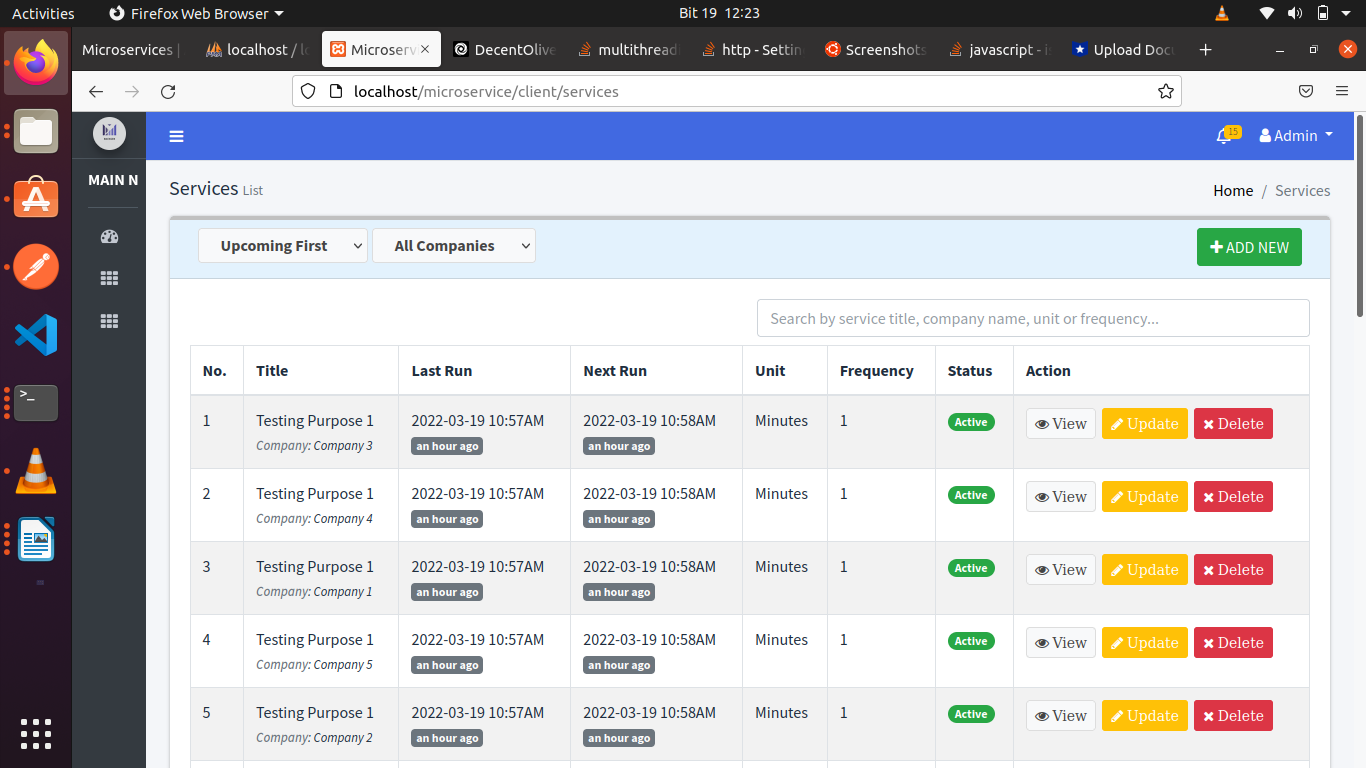 Activities Firefox Web Browser Bit 19 12:23
Microservices localhost / lo Microserv DecentOlive multithread http - Settin Screenshots javascript - i Upload Docu
localhost/microservice/client/services
15 Admin
MAIN N
Services List Home / Services
Upcoming First All Companies ADD NEW
Search by service title, company name, unit or frequency...
No. Title Last Run Next Run Unit Frequency Status Action
1 Testing Purpose 1 2022-03-19 10:57AM 2022-03-19 10:58AM Minutes 1 Active View Update Delete
Company: Company 3 an hour ago an hour ago
2 Testing Purpose 1 2022-03-19 10:57AM 2022-03-19 10:58AM Minutes 1 Active View Update Delete
Company: Company 4 an hour ago an hour ago
3 Testing Purpose 1 2022-03-19 10:57AM 2022-03-19 10:58AM Minutes 1 Active View Update Delete
Company: Company 1 an hour ago an hour ago
4 Testing Purpose 1 2022-03-19 10:57AM 2022-03-19 10:58AM Minutes 1 Active View Update Delete
Company: Company 5 an hour ago an hour ago
5 Testing Purpose 1 2022-03-19 10:57AM 2022-03-19 10:58AM Minutes 1 Active View Update Delete
Company: Company 2 an hour ago an hour ago